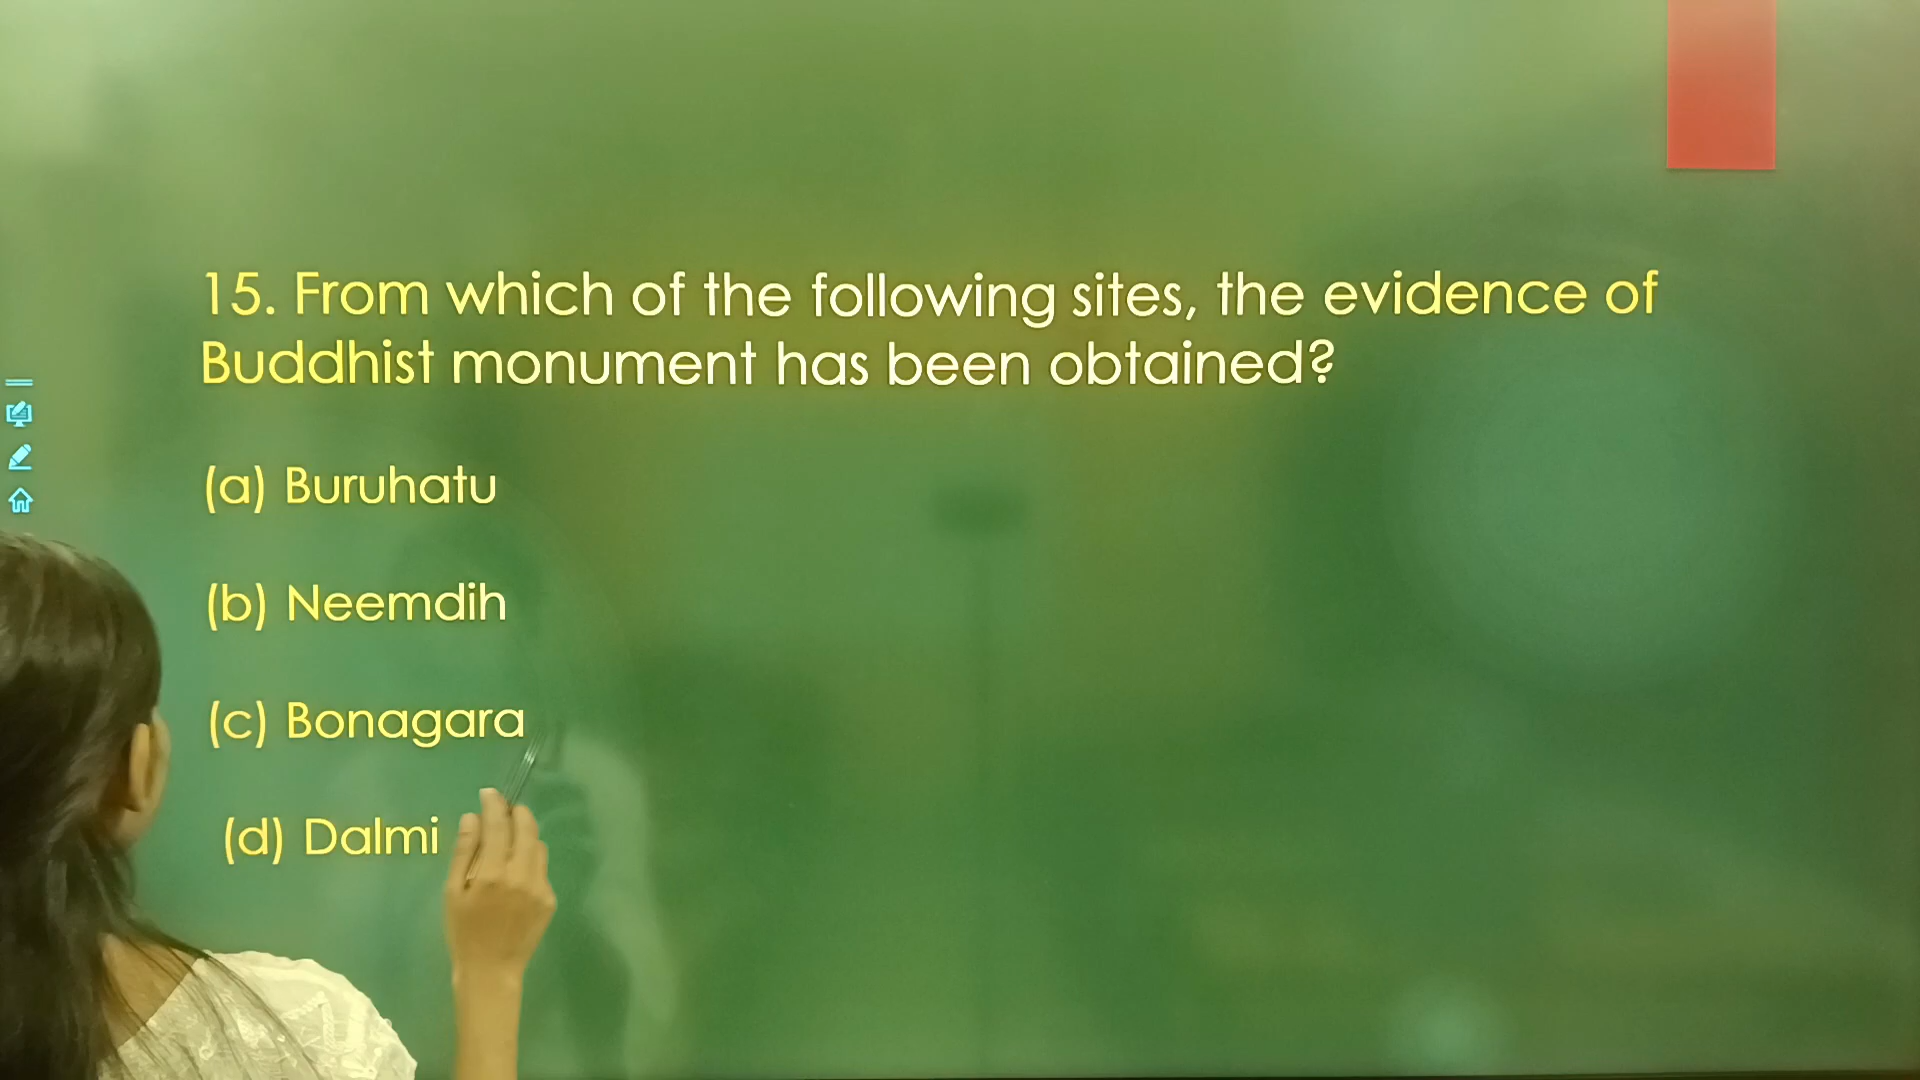 15. From which of the following sites, the evidence of
Buddhist monument has been obtained?
(a) Buruhatu
(b) Neemdih
(c) Bonagara
(d) Dalmi